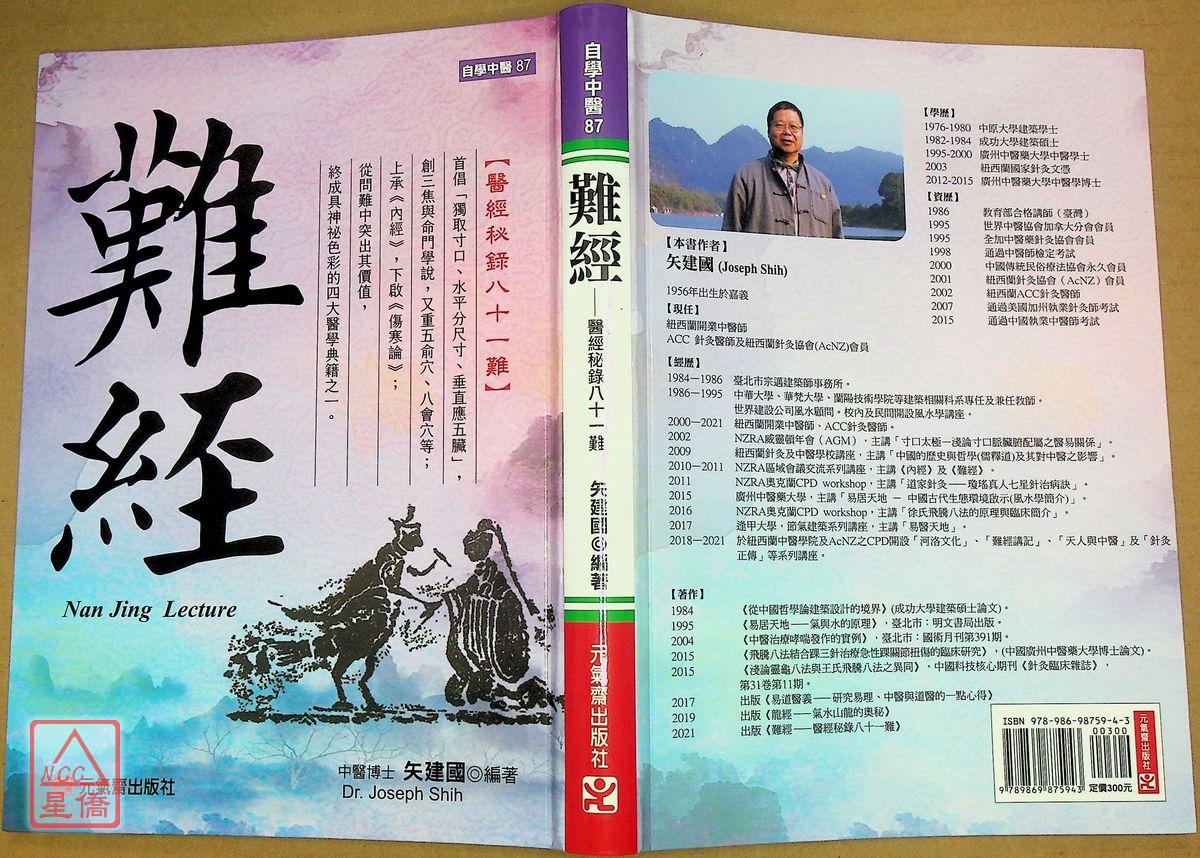 自學中醫 87
難經
【醫經秘錄八十一難】
首倡「獨取寸口、水平分尺寸、垂直應五臟」，
創三焦與命門學說，又重五俞穴、八會穴等；
上承《內經》，下啟《傷寒論》；
從問難中突出其價值，
終成具神祕色彩的四大醫學典籍之一。
Nan Jing Lecture
中醫博士 矢建國◎編著
Dr. Joseph Shih
元氣齋出版社
NCC
星僑
自學中醫 87
難經
——醫經秘錄八十一難
矢建國◎編著
元氣齋出版社
【本書作者】
矢建國 (Joseph Shih)
1956年出生於嘉義
【現任】
紐西蘭開業中醫師
ACC 針灸醫師及紐西蘭針灸協會(AcNZ)會員
【學歷】
1976-1980 中原大學建築學士
1982-1984 成功大學建築碩士
1995-2000 廣州中醫藥大學中醫學士
2003 紐西蘭國家針灸文憑
2012-2015 廣州中醫藥大學中醫學博士
【資歷】
1986 教育部合格講師（臺灣）
1995 世界中醫協會加拿大分會會員
1995 全加中醫藥針灸協會會員
1998 通過中醫師檢定考試
2000 中國傳統民俗療法協會永久會員
2001 紐西蘭針灸協會（AcNZ）會員
2002 紐西蘭ACC針灸醫師
2007 通過美國加州執業針灸師考試
2015 通過中國執業中醫師考試
【經歷】
1984－1986 臺北市宗邁建築師事務所。
1986－1995 中華大學、華梵大學、蘭陽技術學院等建築相關科系專任及兼任教師。
世界建設公司風水顧問。校內及民間開設風水學講座。
2000－2021 紐西蘭開業中醫師、ACC針灸醫師。
2002 NZRA威靈頓年會（AGM），主講「寸口太極－淺論寸口脈臟腑配屬之醫易關係」。
2009 紐西蘭針灸及中醫學校講座，主講「中國的歷史與哲學(儒釋道)及其對中醫之影響」。
2010－2011 NZRA區域會議交流系列講座，主講《內經》及《難經》。
2011 NZRA奧克蘭CPD workshop，主講「道家針灸——瓊瑤真人七星針治病訣」。
2015 廣州中醫藥大學，主講「易居天地 － 中國古代生態環境啟示(風水學簡介)」。
2016 NZRA奧克蘭CPD workshop，主講「徐氏飛騰八法的原理與臨床簡介」。
2017 逢甲大學，節氣建築系列講座，主講「易醫天地」。
2018－2021 於紐西蘭中醫學院及AcNZ之CPD開設「河洛文化」、「難經講記」、「天人與中醫」及「針灸
正傳」等系列講座。
【著作】
1984 《從中國哲學論建築設計的境界》(成功大學建築碩士論文)。
1995 《易居天地——氣與水的原理》，臺北市：明文書局出版。
2004 《中醫治療哮喘發作的實例》，臺北市：國術月刊第391期。
2015 《飛騰八法結合踝三針治療急性踝關節扭傷的臨床研究》，(中國廣州中醫藥大學博士論文)。
2015 《淺論靈龜八法與王氏飛騰八法之異同》，中國科技核心期刊《針灸臨床雜誌》，
第31卷第11期。
2017 出版《易道醫義——研究易理、中醫與道醫的一點心得》
2019 出版《龍經——氣水山龍的奧秘》
2021 出版《難經——醫經秘錄八十一難》
ISBN 978-986-98759-4-3
00300
9 789869 875943
定價300元
元氣齋出版社